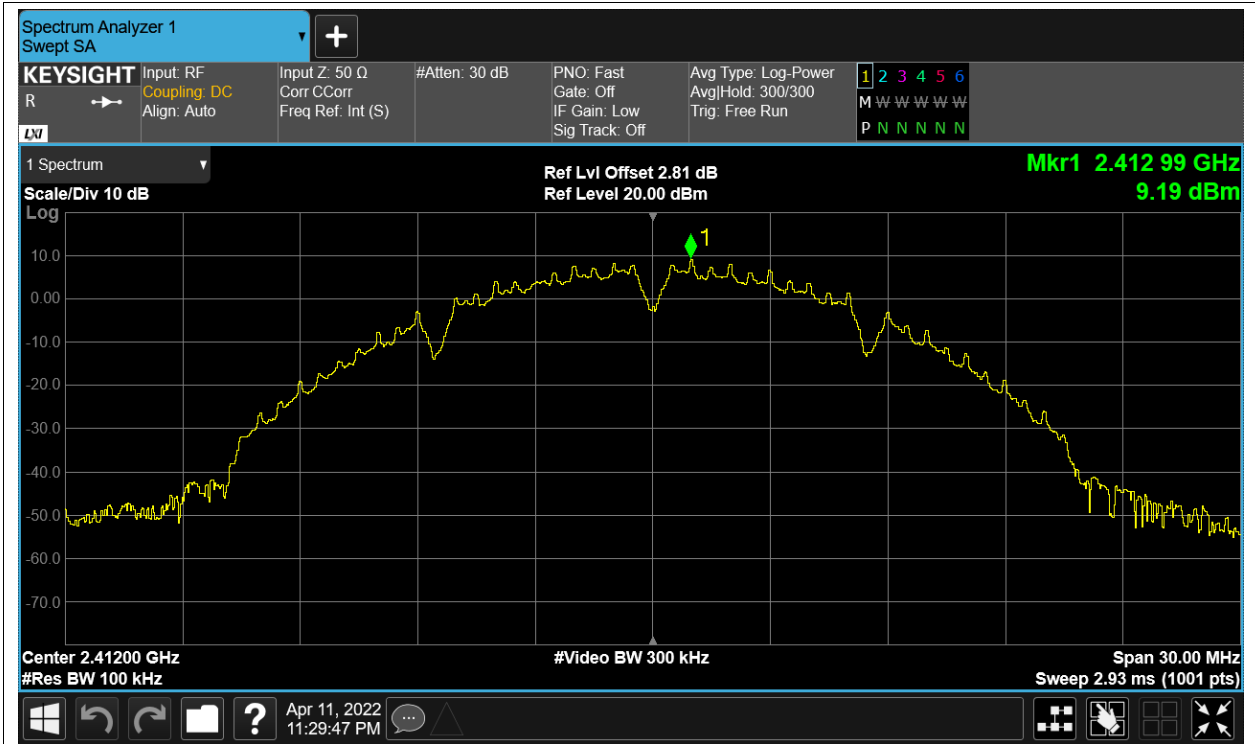 Spectrum Analyzer 1
Swept SA
+
KEYSIGHT
R
LXI
Input: RF
Coupling: DC
Align: Auto
Input Z: 50 Ω
Corr CCorr
Freq Ref: Int (S)
#Atten: 30 dB
PNO: Fast
Gate: Off
IF Gain: Low
Sig Track: Off
Avg Type: Log-Power
Avg|Hold: 300/300
Trig: Free Run
1 2 3 4 5 6
M W W W W W
P N N N N N
1 Spectrum
Scale/Div 10 dB
Log
Ref Lvl Offset 2.81 dB
Ref Level 20.00 dBm
Mkr1 2.412 99 GHz
9.19 dBm
1
10.0
0.00
-10.0
-20.0
-30.0
-40.0
-50.0
-60.0
-70.0
Center 2.41200 GHz
#Video BW 300 kHz
Span 30.00 MHz
#Res BW 100 kHz
Sweep 2.93 ms (1001 pts)
?
Apr 11, 2022
11:29:47 PM